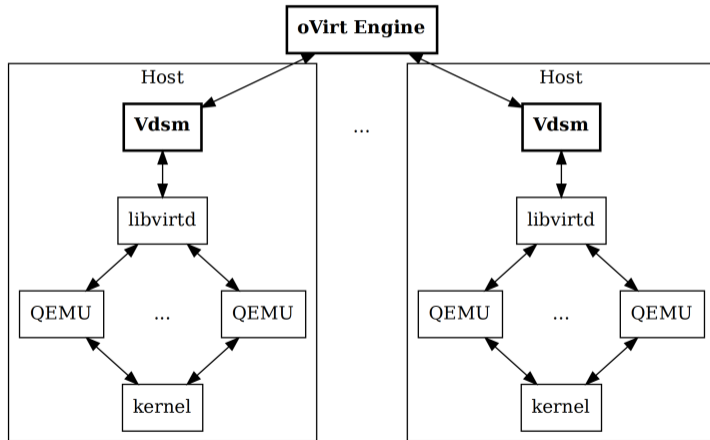 oVirt Engine
Host
Host
Vdsm
...
Vdsm
libvirtd
libvirtd
QEMU
...
QEMU
QEMU
...
QEMU
kernel
kernel